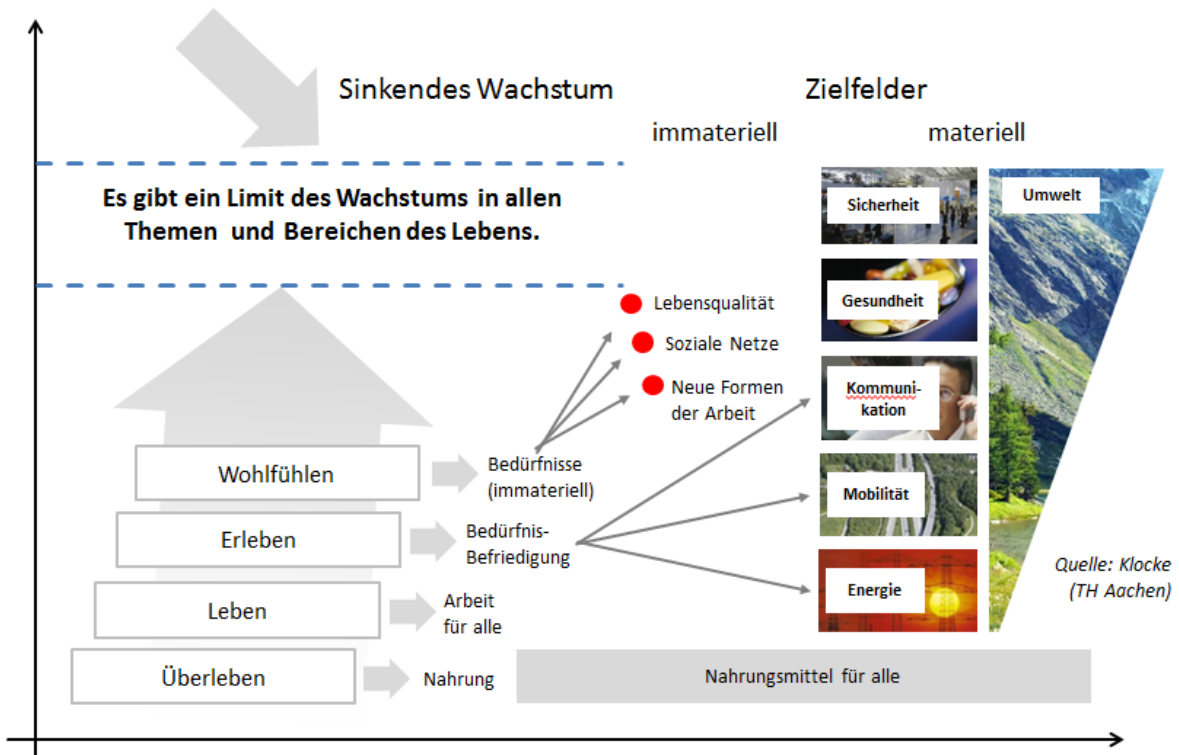 Sinkendes Wachstum
Zielfelder
immateriell
materiell
Es gibt ein Limit des Wachstums in allen
Themen und Bereichen des Lebens.
Sicherheit
Umwelt
Gesundheit
Lebensqualität
Soziale Netze
Neue Formen
der Arbeit
Kommuni-
kation
Wohlfühlen
Bedürfnisse
(immateriell)
Mobilität
Erleben
Bedürfnis-
Befriedigung
Quelle: Klocke
(TH Aachen)
Energie
Leben
Arbeit
für alle
Überleben
Nahrung
Nahrungsmittel für alle